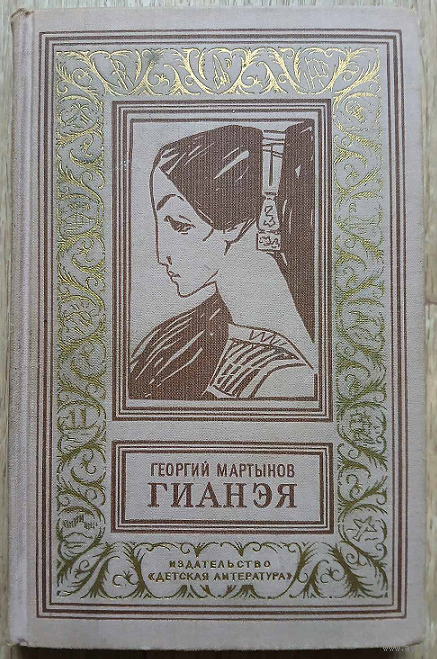 ГЕОРГИЙ МАРТЫНОВ
ГИАНЭЯ
ИЗДАТЕЛЬСТВО
«ДЕТСКАЯ ЛИТЕРАТУРА»